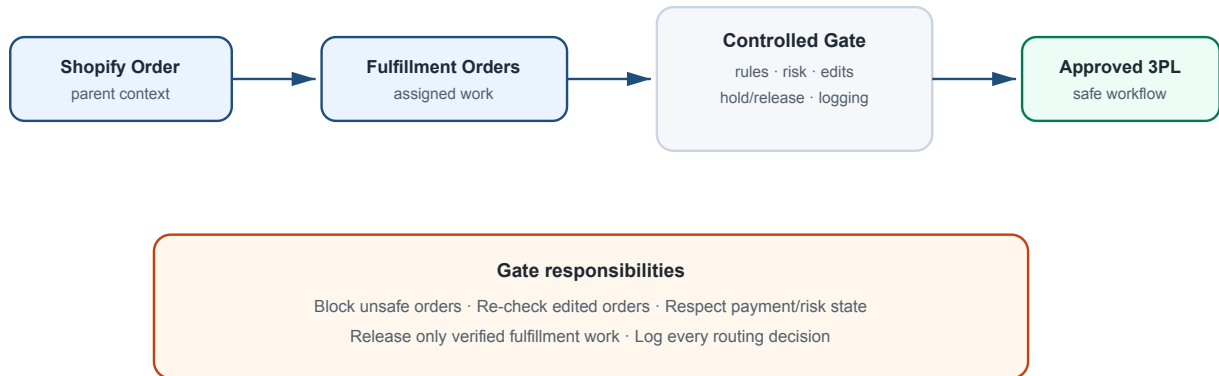 Shopify Order
parent context
Fulfillment Orders
assigned work
Controlled Gate
rules · risk · edits
hold/release · logging
Approved 3PL
safe workflow
Gate responsibilities
Block unsafe orders · Re-check edited orders · Respect payment/risk state
Release only verified fulfillment work · Log every routing decision